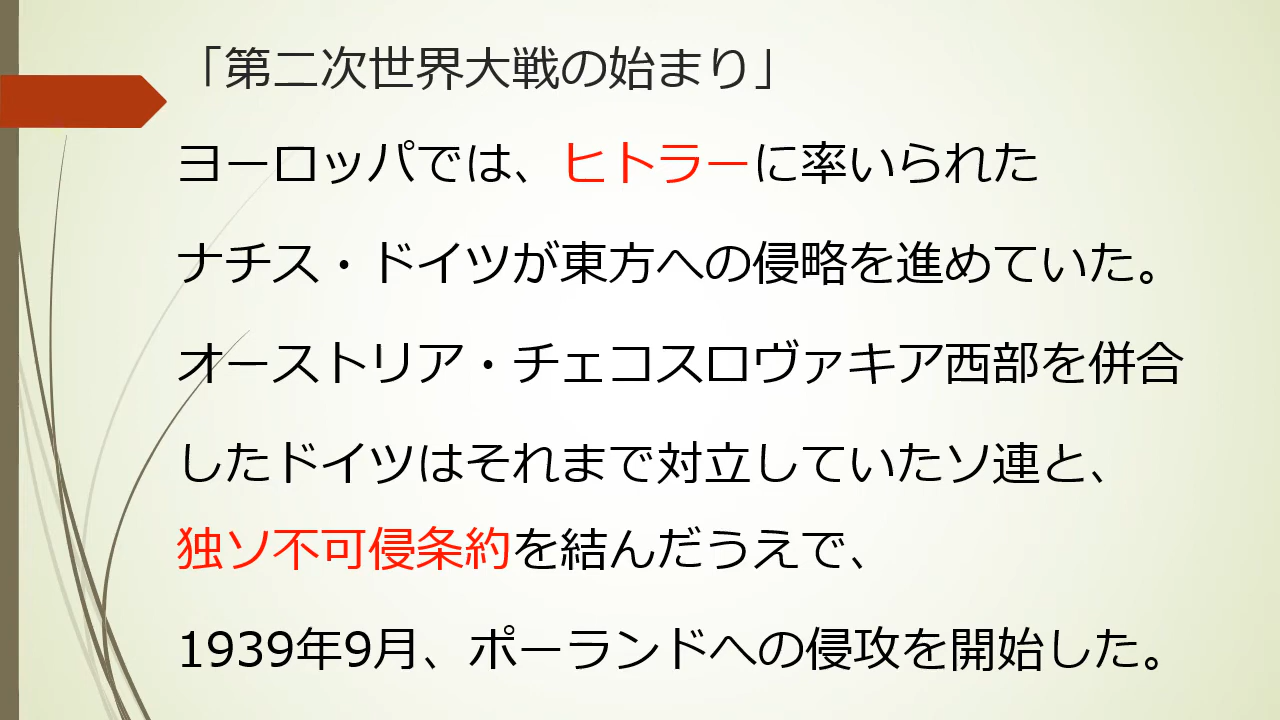 「第二次世界大戦の始まり」
ヨーロッパでは、ヒトラーに率いられた
ナチス・ドイツが東方への侵略を進めていた。
オーストリア・チェコスロヴァキア西部を併合
したドイツはそれまで対立していたソ連と、
独ソ不可侵条約を結んだうえで、
1939年9月、ポーランドへの侵攻を開始した。